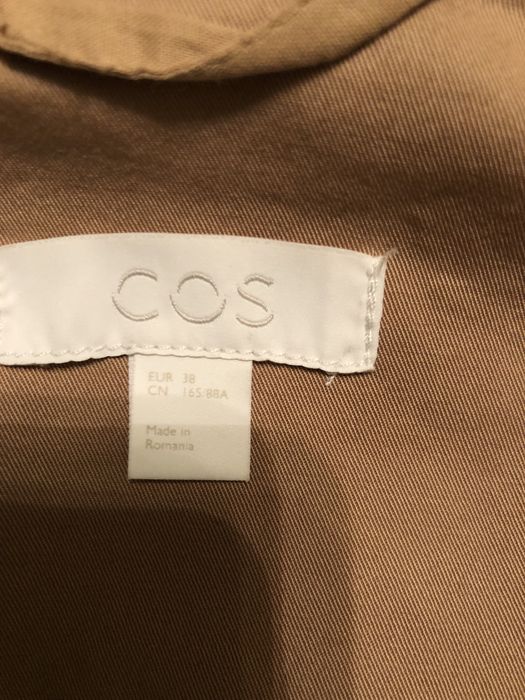 COS
EUR 38
CN 165/88A
Made in
Romania